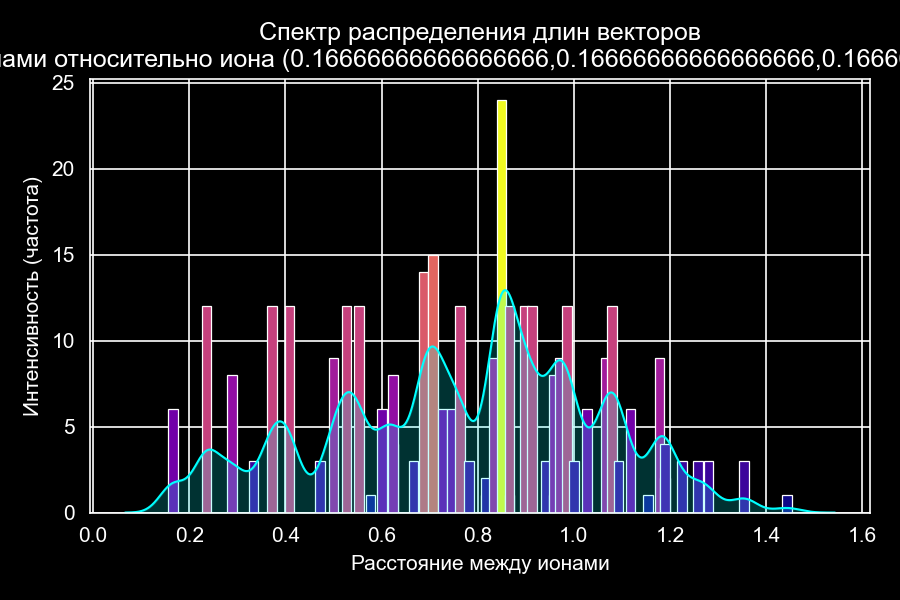 Спектр распределения длин векторов
относительно иона (0.16666666666666666,0.16666666666666666,0.1666
25
20
15
10
5
0
Интенсивность (частота)
0.0 0.2 0.4 0.6 0.8 1.0 1.2 1.4 1.6
Расстояние между ионами